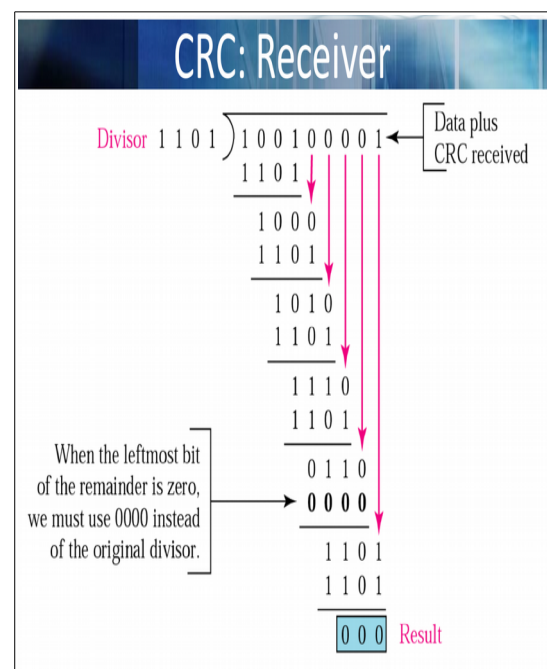 CRC: Receiver
Divisor 1 1 0 1 ) 1 0 0 1 0 0 0 0 1
Data plus
CRC received
1 1 0 1
1 0 0 0
1 1 0 1
1 0 1 0
1 1 0 1
1 1 1 0
1 1 0 1
When the leftmost bit
of the remainder is zero,
we must use 0000 instead
of the original divisor.
0 1 1 0
0 0 0 0
1 1 0 1
1 1 0 1
0 0 0 Result